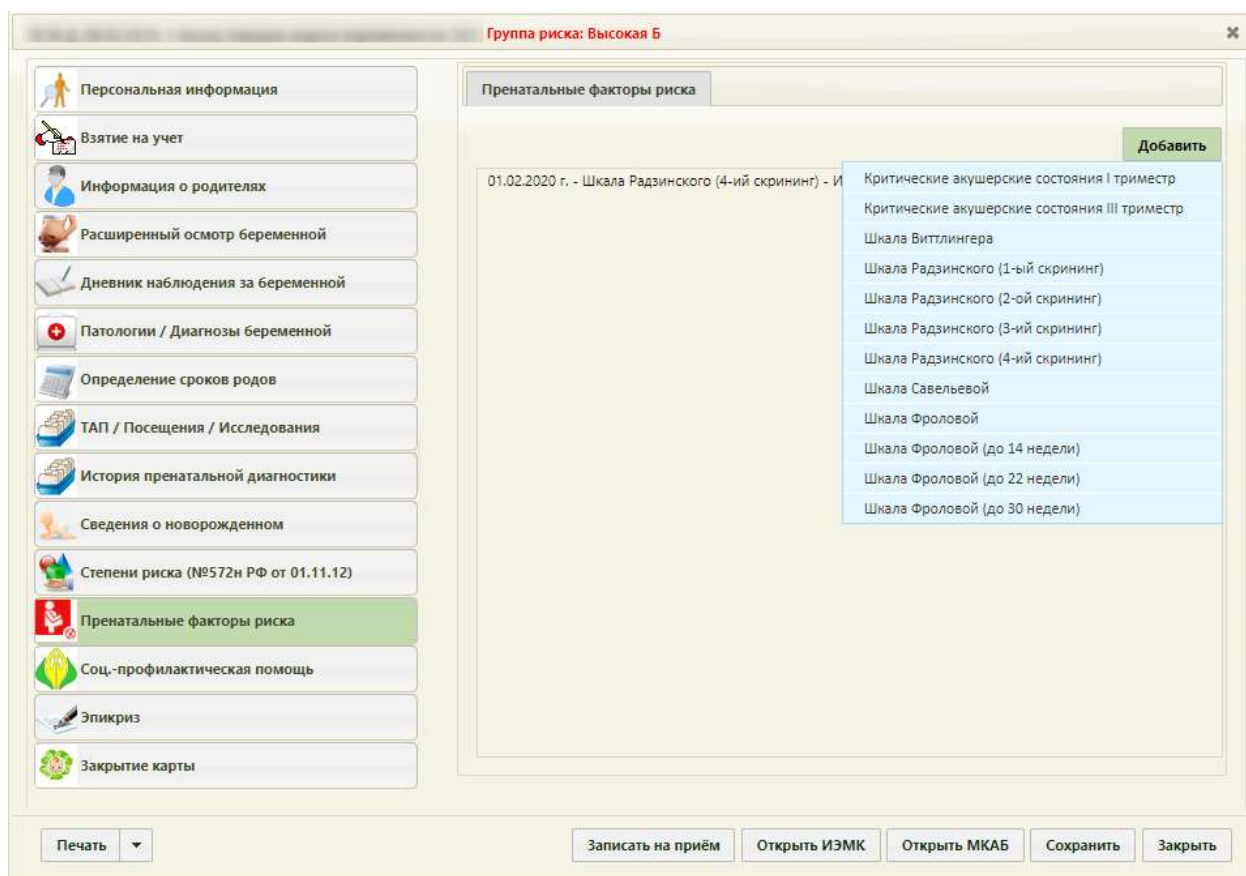 Группа риска: Высокая Б
Персональная информация
Взятие на учет
Информация о родителях
Расширенный осмотр беременной
Дневник наблюдения за беременной
Патологии / Диагнозы беременной
Определение сроков родов
ТАП / Посещения / Исследования
История пренатальной диагностики
Сведения о новорожденном
Степени риска (№572н РФ от 01.11.12)
Пренатальные факторы риска
Соц.-профилактическая помощь
Эпикриз
Закрытие карты
Пренатальные факторы риска
Добавить
01.02.2020 г. - Шкала Радзинского (4-ий скрининг) - И
Критические акушерские состояния I триместр
Критические акушерские состояния III триместр
Шкала Виттлингера
Шкала Радзинского (1-ый скрининг)
Шкала Радзинского (2-ой скрининг)
Шкала Радзинского (3-ий скрининг)
Шкала Радзинского (4-ий скрининг)
Шкала Савельевой
Шкала Фроловой
Шкала Фроловой (до 14 недели)
Шкала Фроловой (до 22 недели)
Шкала Фроловой (до 30 недели)
Печать
Записать на приём
Открыть ИЭМК
Открыть МКАБ
Сохранить
Закрыть